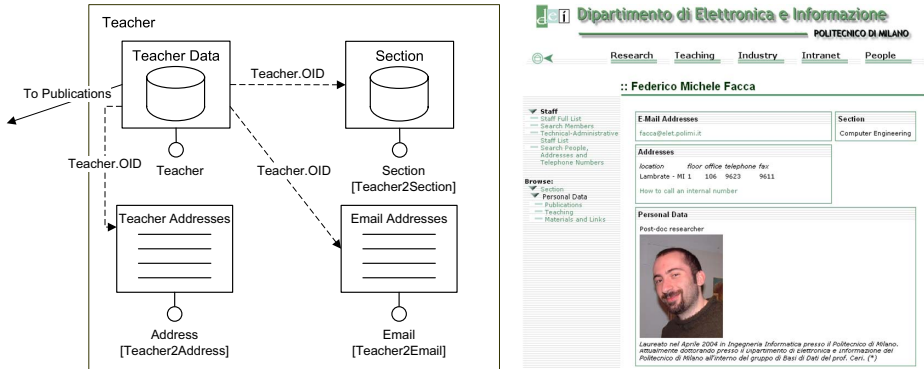 Teacher
Teacher Data
Section
Teacher.OID
To Publications
Teacher.OID
Teacher.OID
Teacher
Section
[Teacher2Section]
Teacher Addresses
Email Addresses
Address
[Teacher2Address]
Email
[Teacher2Email]
dei Dipartimento di Elettronica e Informazione
POLITECNICO DI MILANO
Research Teaching Industry Intranet People
:: Federico Michele Facca
Staff
Staff Full List
Search Members
Technical-Administrative
Staff List
Search People,
Addresses and
Telephone Numbers
Browse:
Section
Personal Data
Publications
Teaching
Materials and Links
E-Mail Addresses
facca@elet.polimi.it
Section
Computer Engineering
Addresses
location floor office telephone fax
Lambrate - MI 1 106 9623 9611
How to call an internal number
Personal Data
Post-doc researcher
Laureato nel Aprile 2004 in Ingegneria Informatica presso il Politecnico di Milano.
Attualmente dottorando presso il Dipartimento di Elettronica e Informazione del
Politecnico di Milano all'interno del gruppo di Basi di Dati del prof. Ceri. (*)